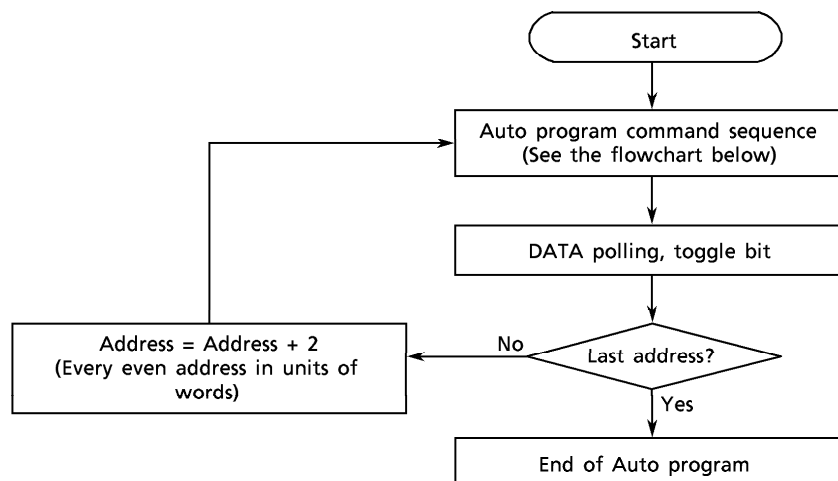 Start
Auto program command sequence
(See the flowchart below)
DATA polling, toggle bit
Last address?
No
Address = Address + 2
(Every even address in units of
words)
Yes
End of Auto program